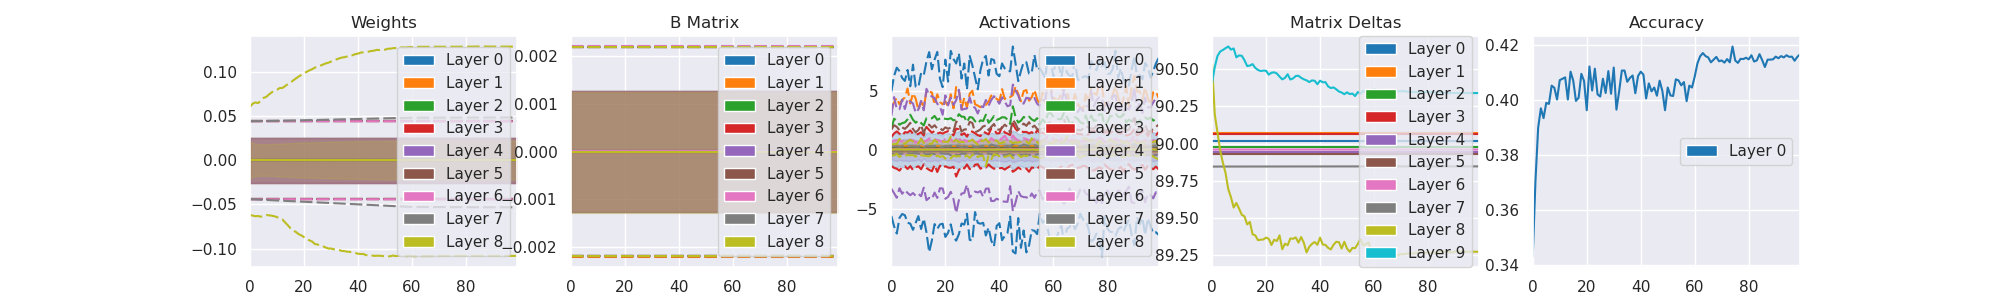 Weights
0.10
0.05
0.00
−0.05
−0.10
0
20
40
60
80
Layer 0
Layer 1
Layer 2
Layer 3
Layer 4
Layer 5
Layer 6
Layer 7
Layer 8
B Matrix
0.002
0.001
0.000
−0.001
−0.002
0
20
40
60
80
Layer 0
Layer 1
Layer 2
Layer 3
Layer 4
Layer 5
Layer 6
Layer 7
Layer 8
Activations
5
0
−5
0
20
40
60
80
Layer 0
Layer 1
Layer 2
Layer 3
Layer 4
Layer 5
Layer 6
Layer 7
Layer 8
Matrix Deltas
90.50
90.25
90.00
89.75
89.50
89.25
0
20
40
60
80
Layer 0
Layer 1
Layer 2
Layer 3
Layer 4
Layer 5
Layer 6
Layer 7
Layer 8
Layer 9
Accuracy
0.42
0.40
0.38
0.36
0.34
0
20
40
60
80
Layer 0